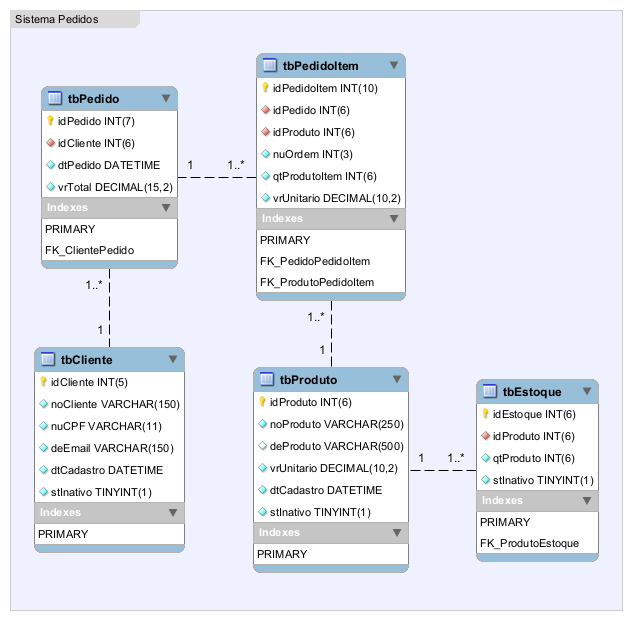 Sistema Pedidos
tbPedido
idPedido INT(7)
idCliente INT(6)
dtPedido DATETIME
vrTotal DECIMAL(15,2)
Indexes
PRIMARY
FK_ClientePedido
1
1..*
tbPedidoItem
idPedidoItem INT(10)
idPedido INT(6)
idProduto INT(6)
nuOrdem INT(3)
qtProdutoItem INT(6)
vrUnitario DECIMAL(10,2)
Indexes
PRIMARY
FK_PedidoPedidoItem
FK_ProdutoPedidoItem
1..*
1
tbCliente
idCliente INT(5)
noCliente VARCHAR(150)
nuCPF VARCHAR(11)
deEmail VARCHAR(150)
dtCadastro DATETIME
stInativo TINYINT(1)
Indexes
PRIMARY
1..*
1
tbProduto
idProduto INT(6)
noProduto VARCHAR(250)
deProduto VARCHAR(500)
vrUnitario DECIMAL(10,2)
dtCadastro DATETIME
stInativo TINYINT(1)
Indexes
PRIMARY
1
1..*
tbEstoque
idEstoque INT(6)
idProduto INT(6)
qtProduto INT(6)
stInativo TINYINT(1)
Indexes
PRIMARY
FK_ProdutoEstoque